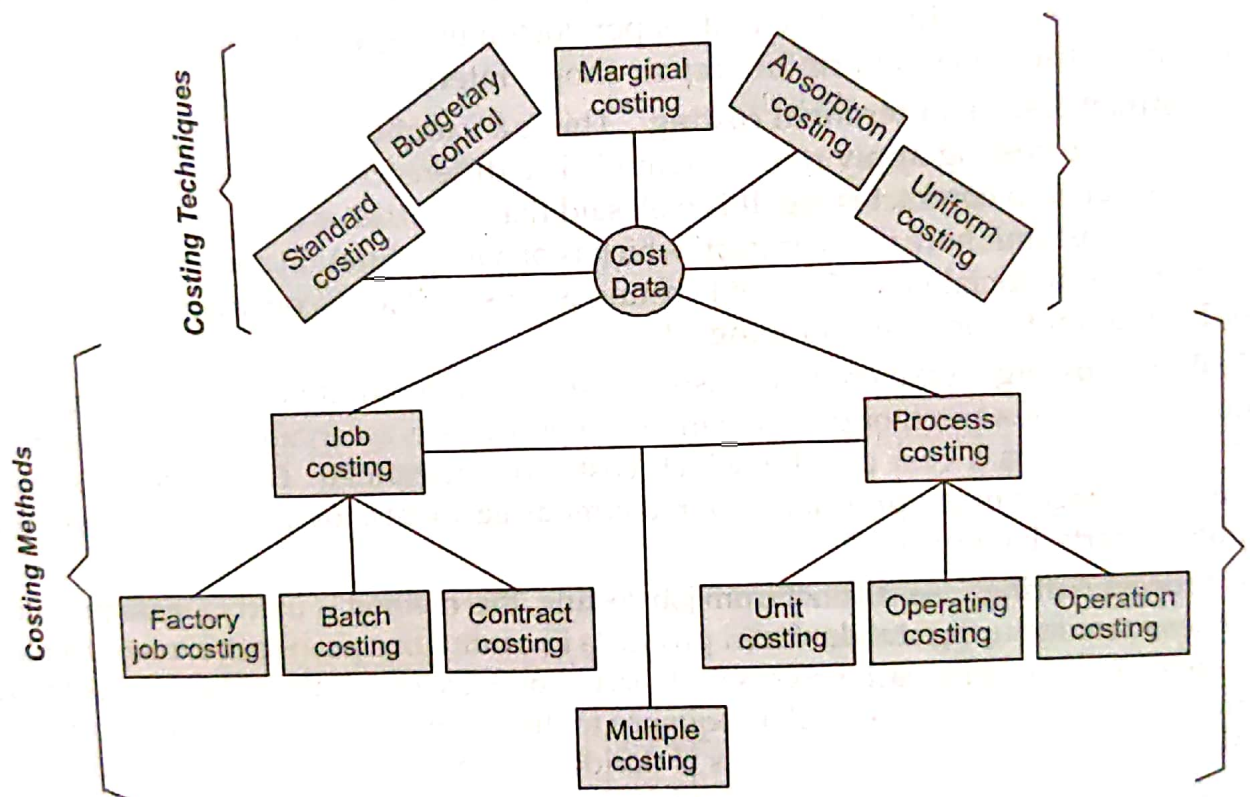 Costing Techniques
Standard
costing
Budgetary
control
Marginal
costing
Absorption
costing
Uniform
costing
Cost
Data
Costing Methods
Job
costing
Process
costing
Factory
job costing
Batch
costing
Contract
costing
Unit
costing
Operating
costing
Operation
costing
Multiple
costing